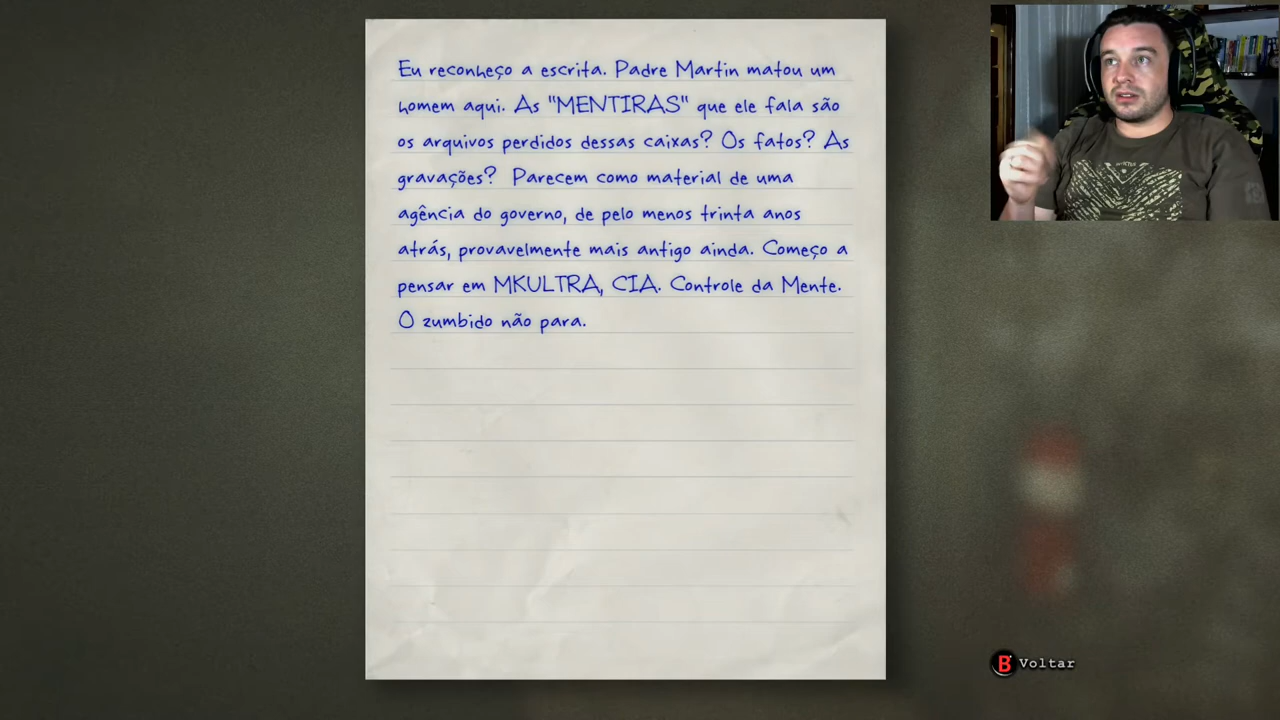 Eu reconheço a escrita. Padre Martin matou um
homem aqui. As "MENTIRAS" que ele fala são
os arquivos perdidos dessas caixas? Os fatos? As
gravações?  Parecem como material de uma
agência do governo, de pelo menos trinta anos
atrás, provavelmente mais antigo ainda. Começo a
pensar em MKULTRA, CIA. Controle da Mente.
O zumbido não para.
B Voltar